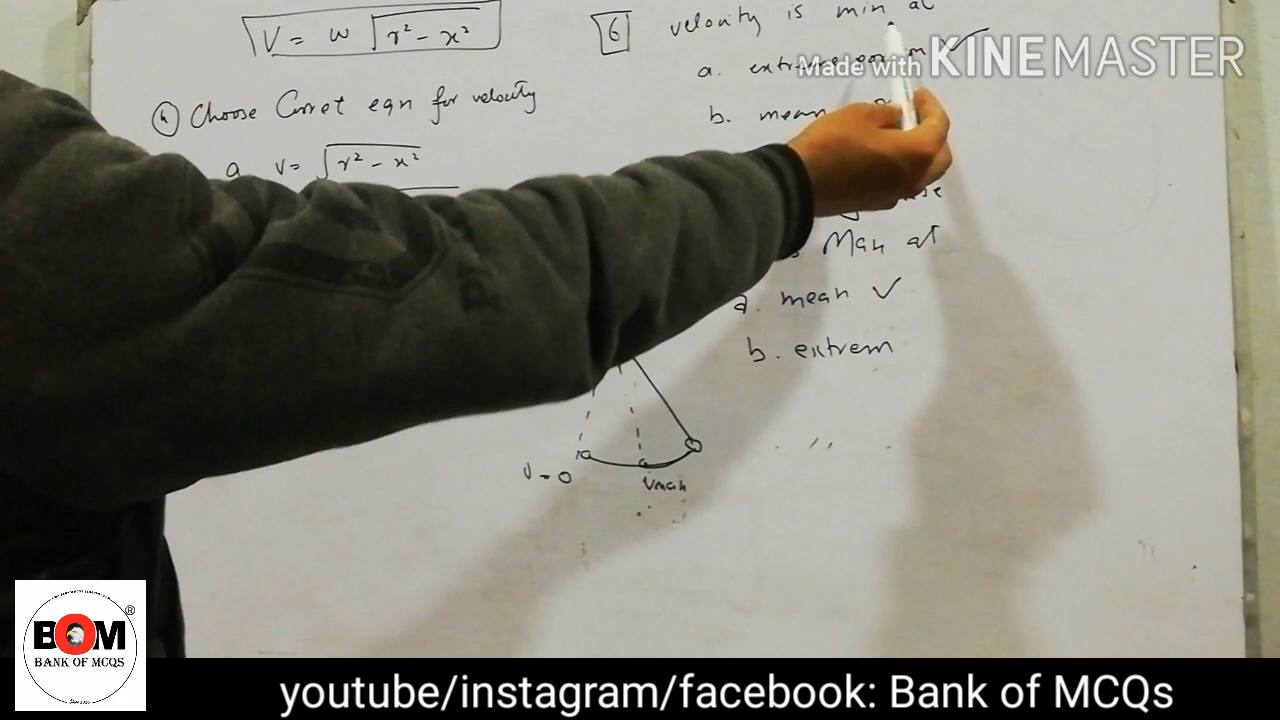 V = ω √r² - x²
④ Choose Corret eqn for velocity
a v = √r² - x²
6 velocity is min at
a. extreme
b. mean
Man at
a. mean ✓
b. extrem
V = 0
Vmax
Made with KINEMASTER
BOM ®
BANK OF MCQS
youtube/instagram/facebook: Bank of MCQs